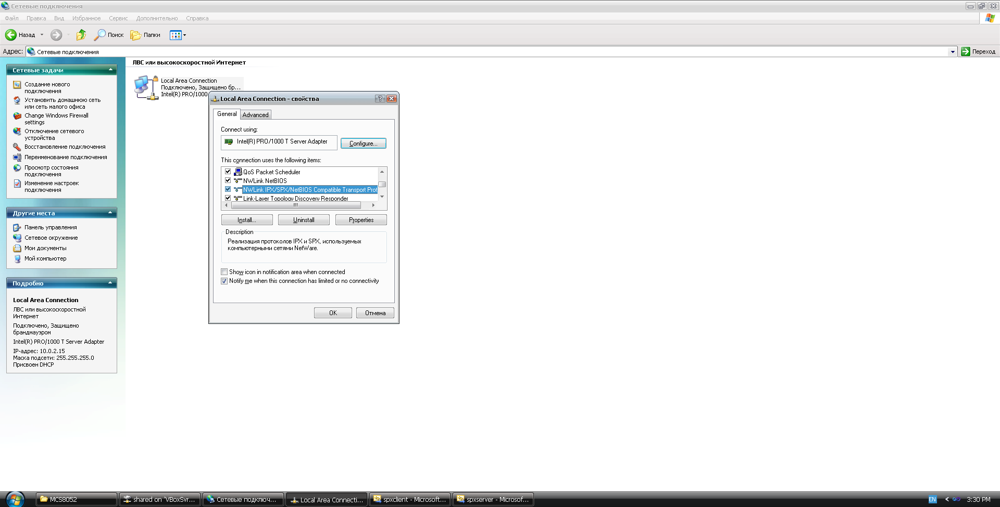 Сетевые подключения
Файл Правка Вид Избранное Сервис Дополнительно Справка
Назад Поиск Папки
Адрес: Сетевые подключения Переход
Сетевые задачи
Создание нового
подключения
Установить домашнюю сеть
или сеть малого офиса
Change Windows Firewall
settings
Отключение сетевого
устройства
Восстановление подключения
Переименование подключения
Просмотр состояния
подключения
Изменение настроек
подключения
Другие места
Панель управления
Сетевое окружение
Мои документы
Мой компьютер
Подробно
Local Area Connection
ЛВС или высокоскоростной
Интернет
Подключено, Защищено
брандмауэром
Intel(R) PRO/1000 T Server Adapter
IP-адрес: 10.0.2.15
Маска подсети: 255.255.255.0
Присвоен DHCP
ЛВС или высокоскоростной Интернет
Local Area Connection
Подключено, Защищено бр...
Intel(R) PRO/1000
Local Area Connection - свойства
General Advanced
Connect using:
Intel(R) PRO/1000 T Server Adapter Configure...
This connection uses the following items:
QoS Packet Scheduler
NWLink NetBIOS
NWLink IPX/SPX/NetBIOS Compatible Transport Prot
Link-Layer Topology Discovery Responder
Install... Uninstall Properties
Description
Реализация протоколов IPX и SPX, используемых
компьютерными сетями NetWare.
Show icon in notification area when connected
Notify me when this connection has limited or no connectivity
OK Отмена
MCS8052 shared on 'VBoxSvr... Сетевые подключ... Local Area Connecti... spxclient - Microsoft... spxserver - Microsof... EN 3:30 PM